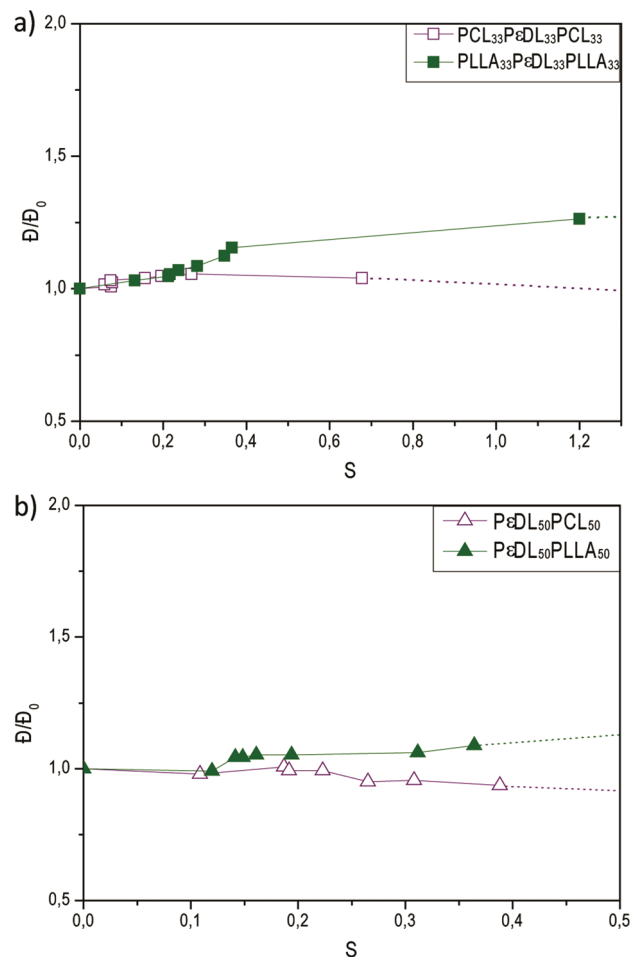 a)
2,0
1,5
1,0
0,5
Đ/Đ₀
PCL₃₃PεDL₃₃PCL₃₃
PLLA₃₃PεDL₃₃PLLA₃₃
0,0 0,2 0,4 0,6 0,8 1,0 1,2
S
b)
2,0
1,5
1,0
0,5
Đ/Đ₀
PεDL₅₀PCL₅₀
PεDL₅₀PLLA₅₀
0,0 0,1 0,2 0,3 0,4 0,5
S